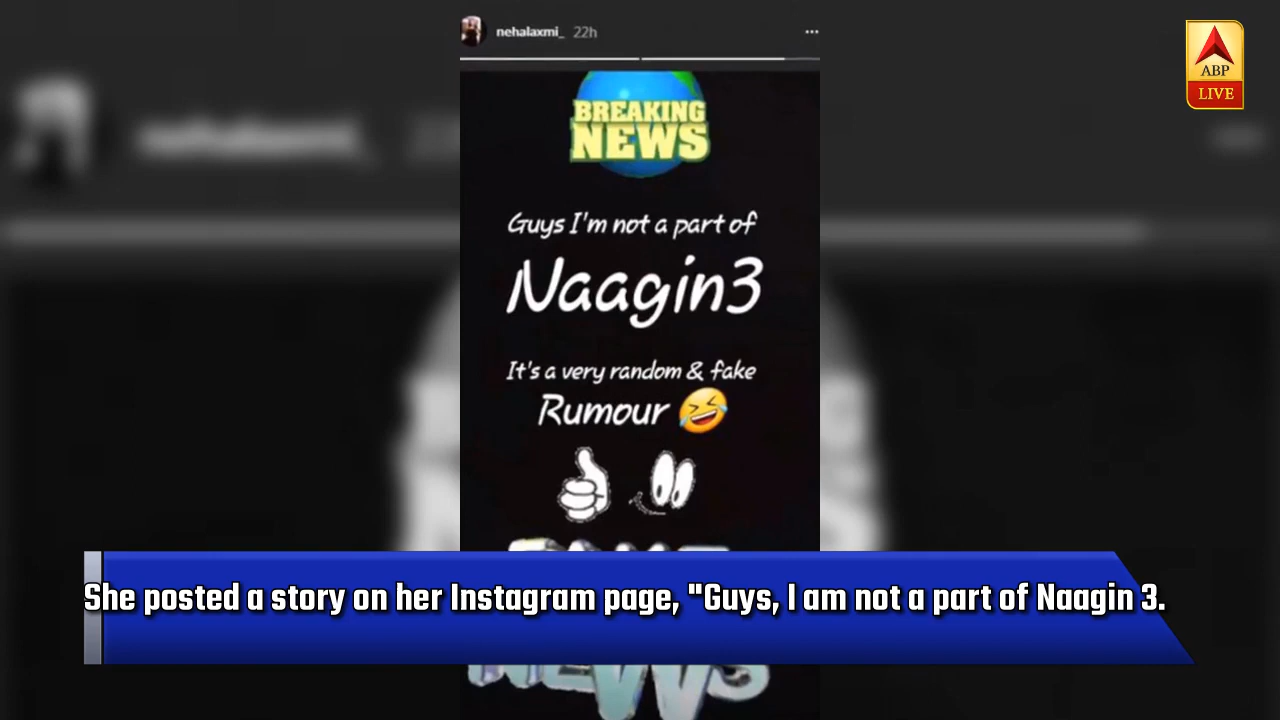 nehalaxmi_ 22h
ABP
LIVE
BREAKING
NEWS
Guys I'm not a part of
Naagin3
It's a very random & fake
Rumour
She posted a story on her Instagram page, "Guys, I am not a part of Naagin 3.
NEWS